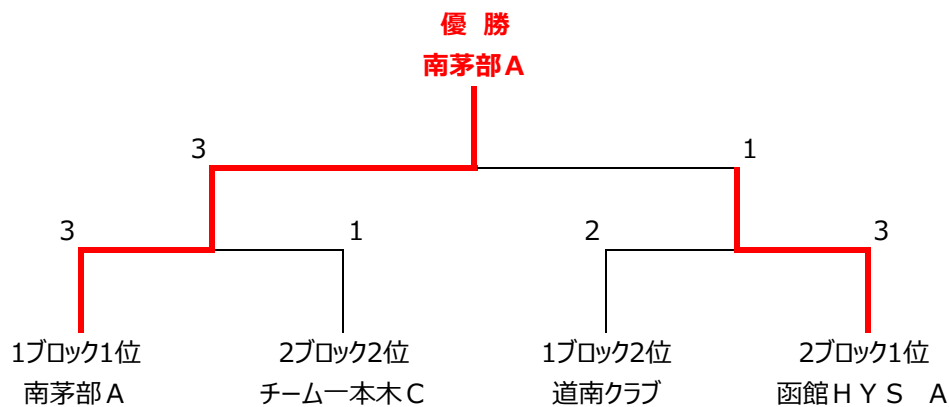 優 勝
南茅部A
3 1
3 1 2 3
1ブロック1位 2ブロック2位 1ブロック2位 2ブロック1位
南茅部A チーム一本木C 道南クラブ 函館HYS A